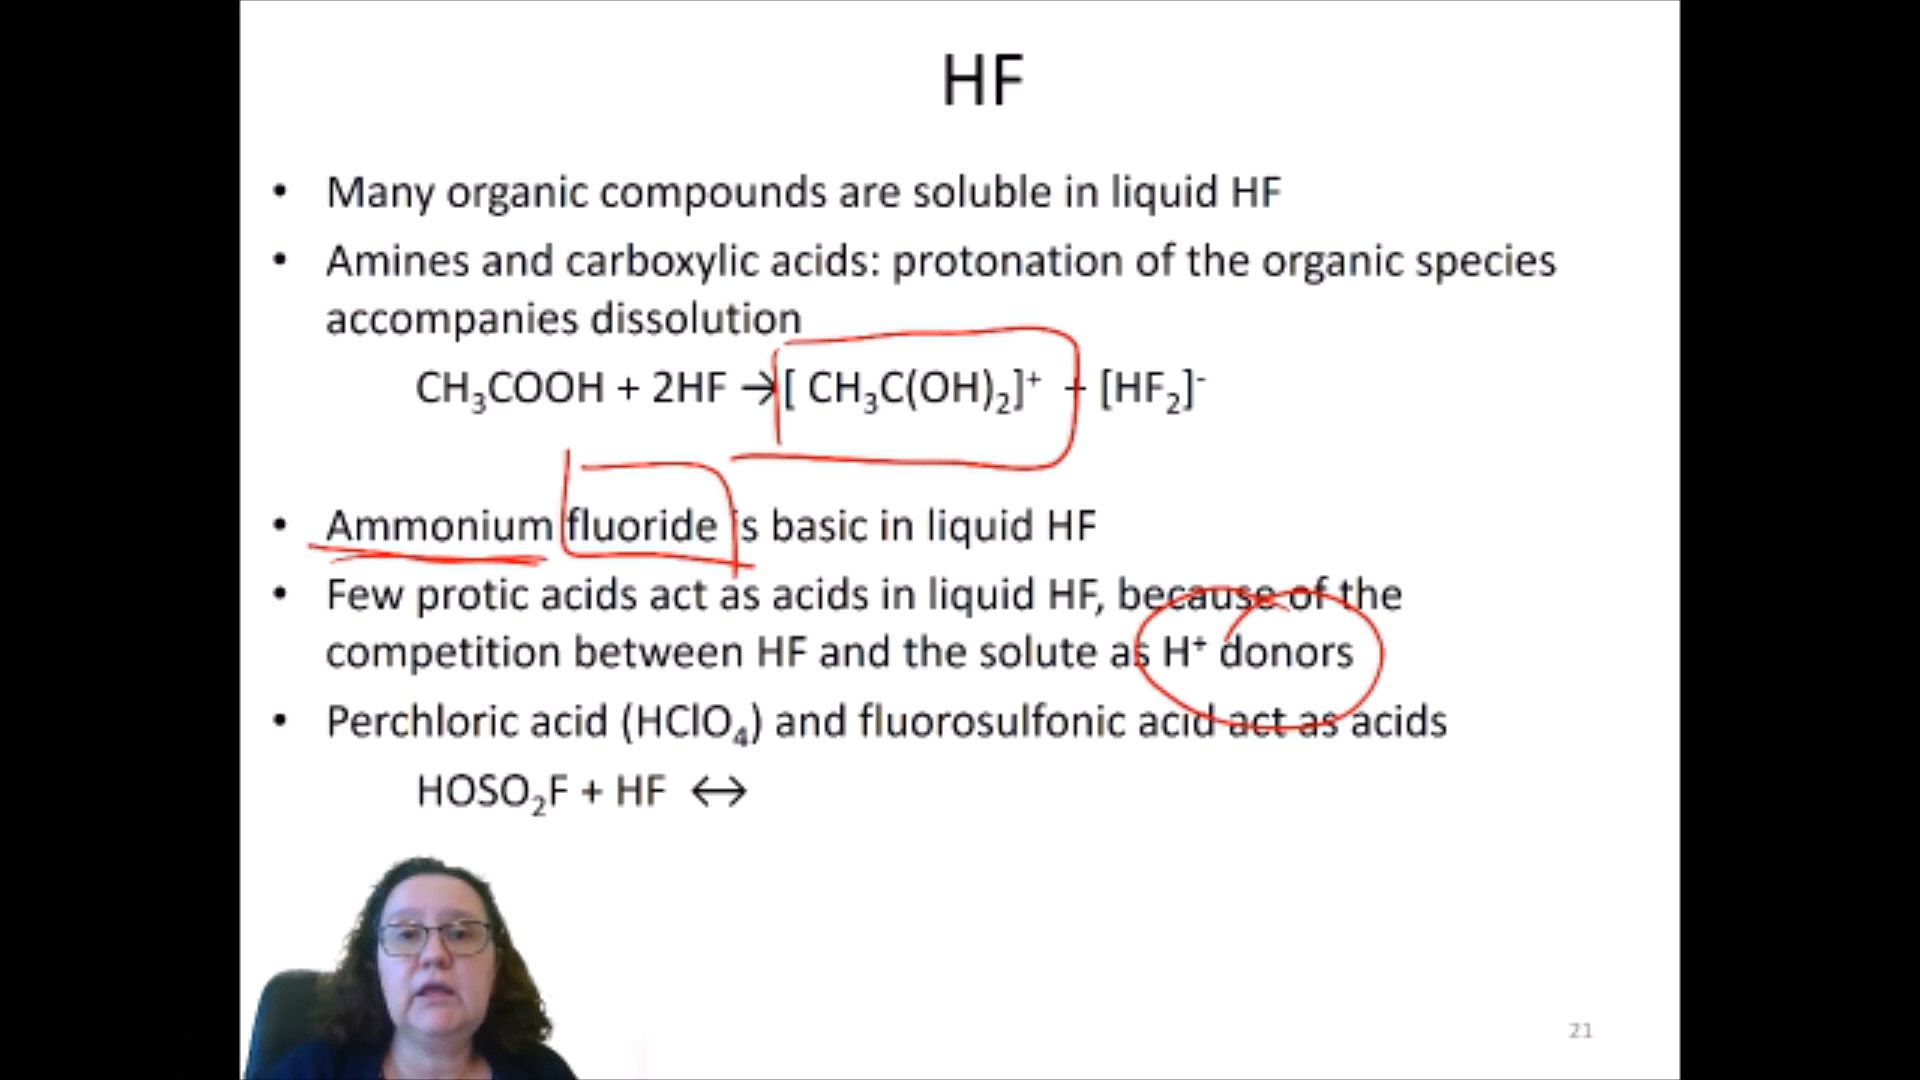 HF
• Many organic compounds are soluble in liquid HF
• Amines and carboxylic acids: protonation of the organic species
accompanies dissolution
CH₃COOH + 2HF →[ CH₃C(OH)₂]⁺ + [HF₂]⁻
• Ammonium fluoride is basic in liquid HF
• Few protic acids act as acids in liquid HF, because of the
competition between HF and the solute as H⁺ donors
• Perchloric acid (HClO₄) and fluorosulfonic acid act as acids
HOSO₂F + HF ↔
21